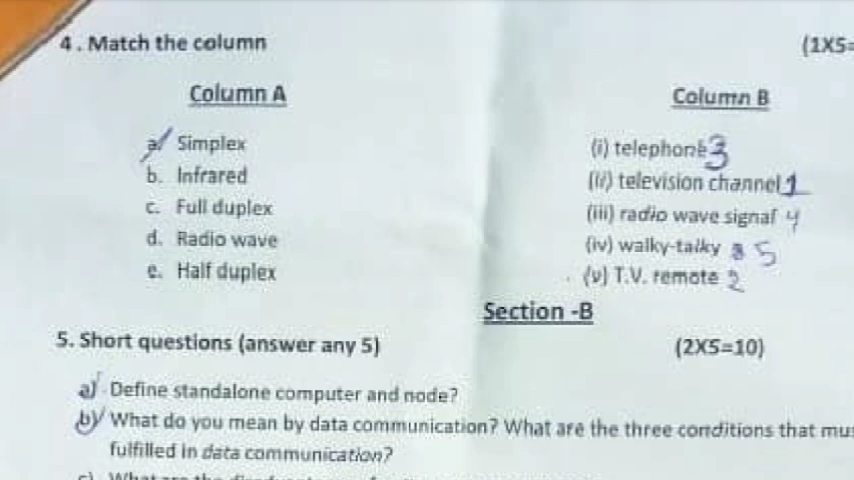 4. Match the column (1X5=
Column A Column B
a. Simplex (i) telephone 3
b. Infrared (ii) television channel 1
c. Full duplex (iii) radio wave signal 4
d. Radio wave (iv) walky-talky 5
e. Half duplex (v) T.V. remote 2
Section -B
5. Short questions (answer any 5) (2X5=10)
a) Define standalone computer and node?
b) What do you mean by data communication? What are the three conditions that
fulfilled in data communication?
c) What are the